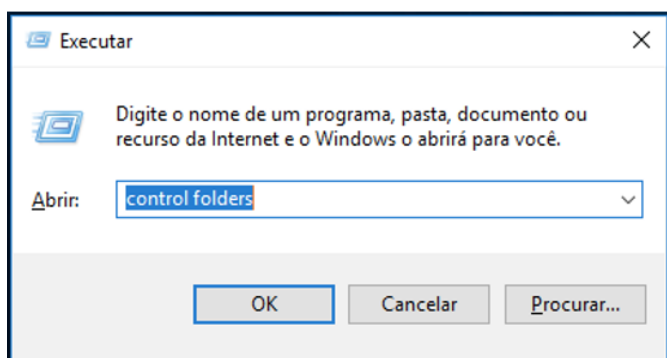 Executar
Digite o nome de um programa, pasta, documento ou
recurso da Internet e o Windows o abrirá para você.
Abrir: control folders
OK Cancelar Procurar...